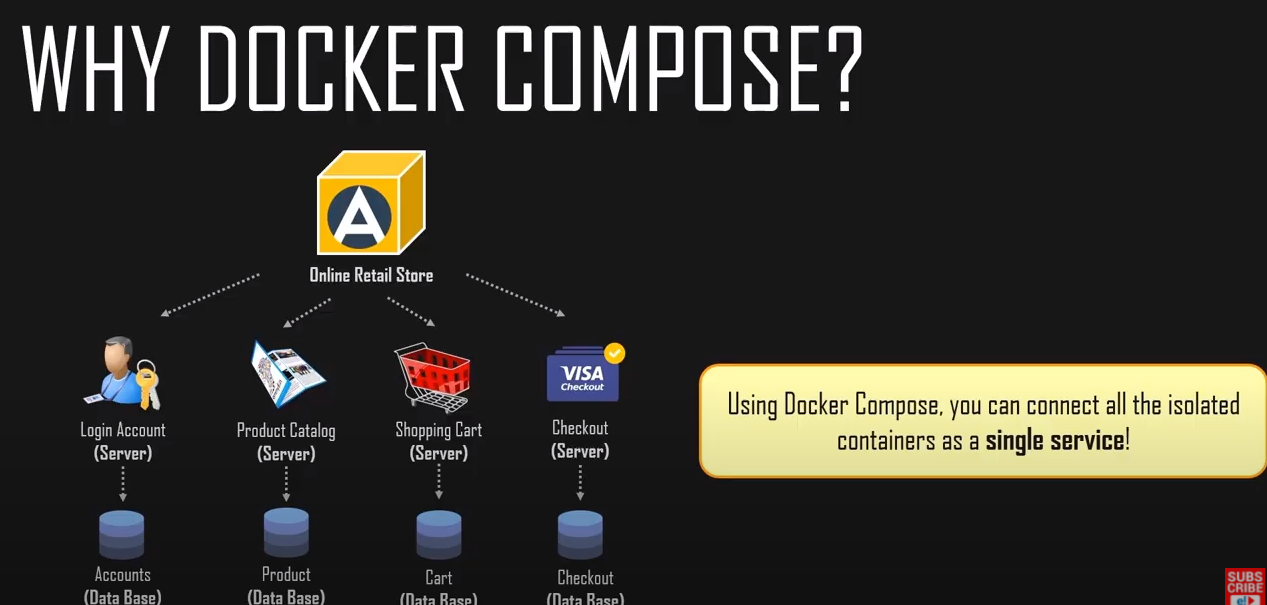 WHY DOCKER COMPOSE?
A
Online Retail Store
VISA
Checkout
Login Account
(Server)
Product Catalog
(Server)
Shopping Cart
(Server)
Checkout
(Server)
Using Docker Compose, you can connect all the isolated
containers as a single service!
Accounts
(Data Base)
Product
(Data Base)
Cart
(Data Base)
Checkout
(Data Base)
SUBS
CRIBE